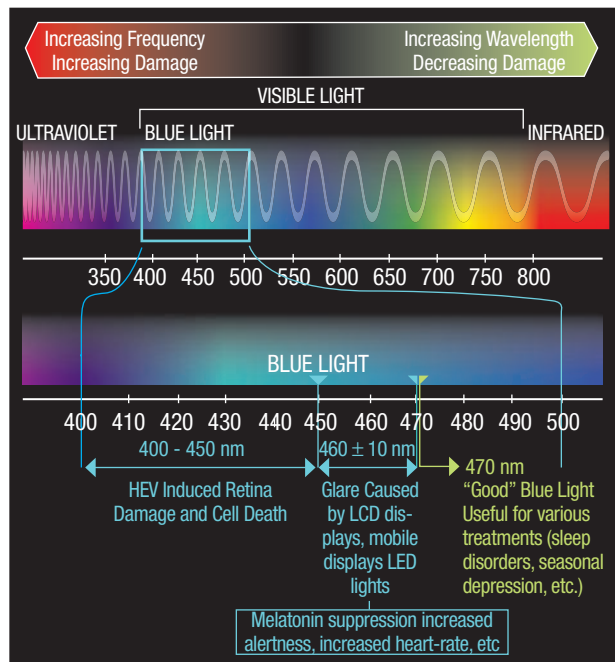 Increasing Frequency
Increasing Damage
Increasing Wavelength
Decreasing Damage
VISIBLE LIGHT
ULTRAVIOLET
BLUE LIGHT
INFRARED
350 400 450 500 550 600 650 700 750 800
BLUE LIGHT
400 410 420 430 450 460 470 480 490 500
400 - 450 nm
HEV Induced Retina
Damage and Cell Death
460 ± 10 nm
Glare Caused
by LCD dis-
plays, mobile
displays LED
lights
470 nm
“Good” Blue Light
Useful for various
treatments (sleep
disorders, seasonal
depression, etc.)
Melatonin suppression increased
alertness, increased heart-rate, etc